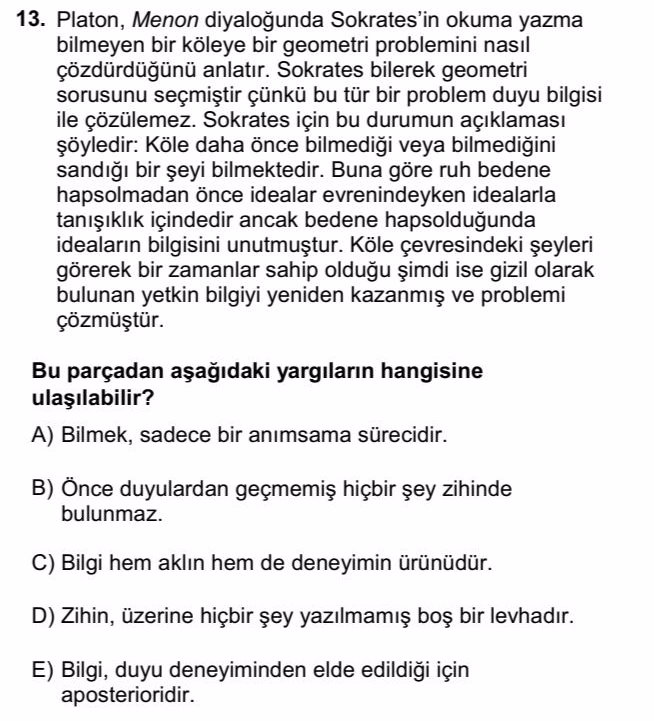 13. Platon, Menon diyaloğunda Sokrates’in okuma yazma
bilmeyen bir köleye bir geometri problemini nasıl
çözdürdüğünü anlatır. Sokrates bilerek geometri
sorusunu seçmiştir çünkü bu tür bir problem duyu bilgisi
ile çözülemez. Sokrates için bu durumun açıklaması
şöyledir: Köle daha önce bilmediği veya bilmediğini
sandığı bir şeyi bilmektedir. Buna göre ruh bedene
hapsolmadan önce idealar evrenindeyken idealarla
tanışıklık içindedir ancak bedene hapsolduğunda
ideaların bilgisini unutmuştur. Köle çevresindeki şeyleri
görerek bir zamanlar sahip olduğu şimdi ise gizil olarak
bulunan yetkin bilgiyi yeniden kazanmış ve problemi
çözmüştür.
Bu parçadan aşağıdaki yargıların hangisine
ulaşılabilir?
A) Bilmek, sadece bir anımsama sürecidir.
B) Önce duyulardan geçmemiş hiçbir şey zihinde
bulunmaz.
C) Bilgi hem aklın hem de deneyimin ürünüdür.
D) Zihin, üzerine hiçbir şey yazılmamış boş bir levhadır.
E) Bilgi, duyu deneyiminden elde edildiği için
aposterioridir.